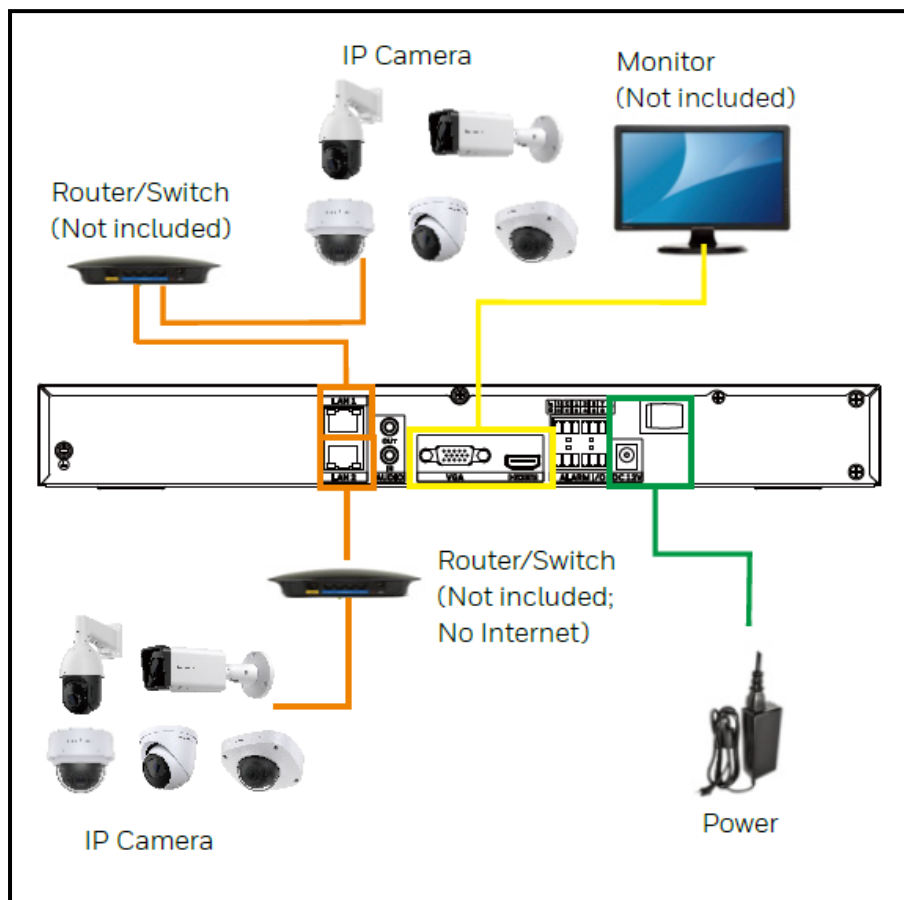 IP Camera
Monitor
(Not included)
Router/Switch
(Not included)
LAN 1
OUT
IN
AUDIO
LAN 2
VGA
HDMI
ALARM I/O
DC 12V
Router/Switch
(Not included;
No Internet)
IP Camera
Power